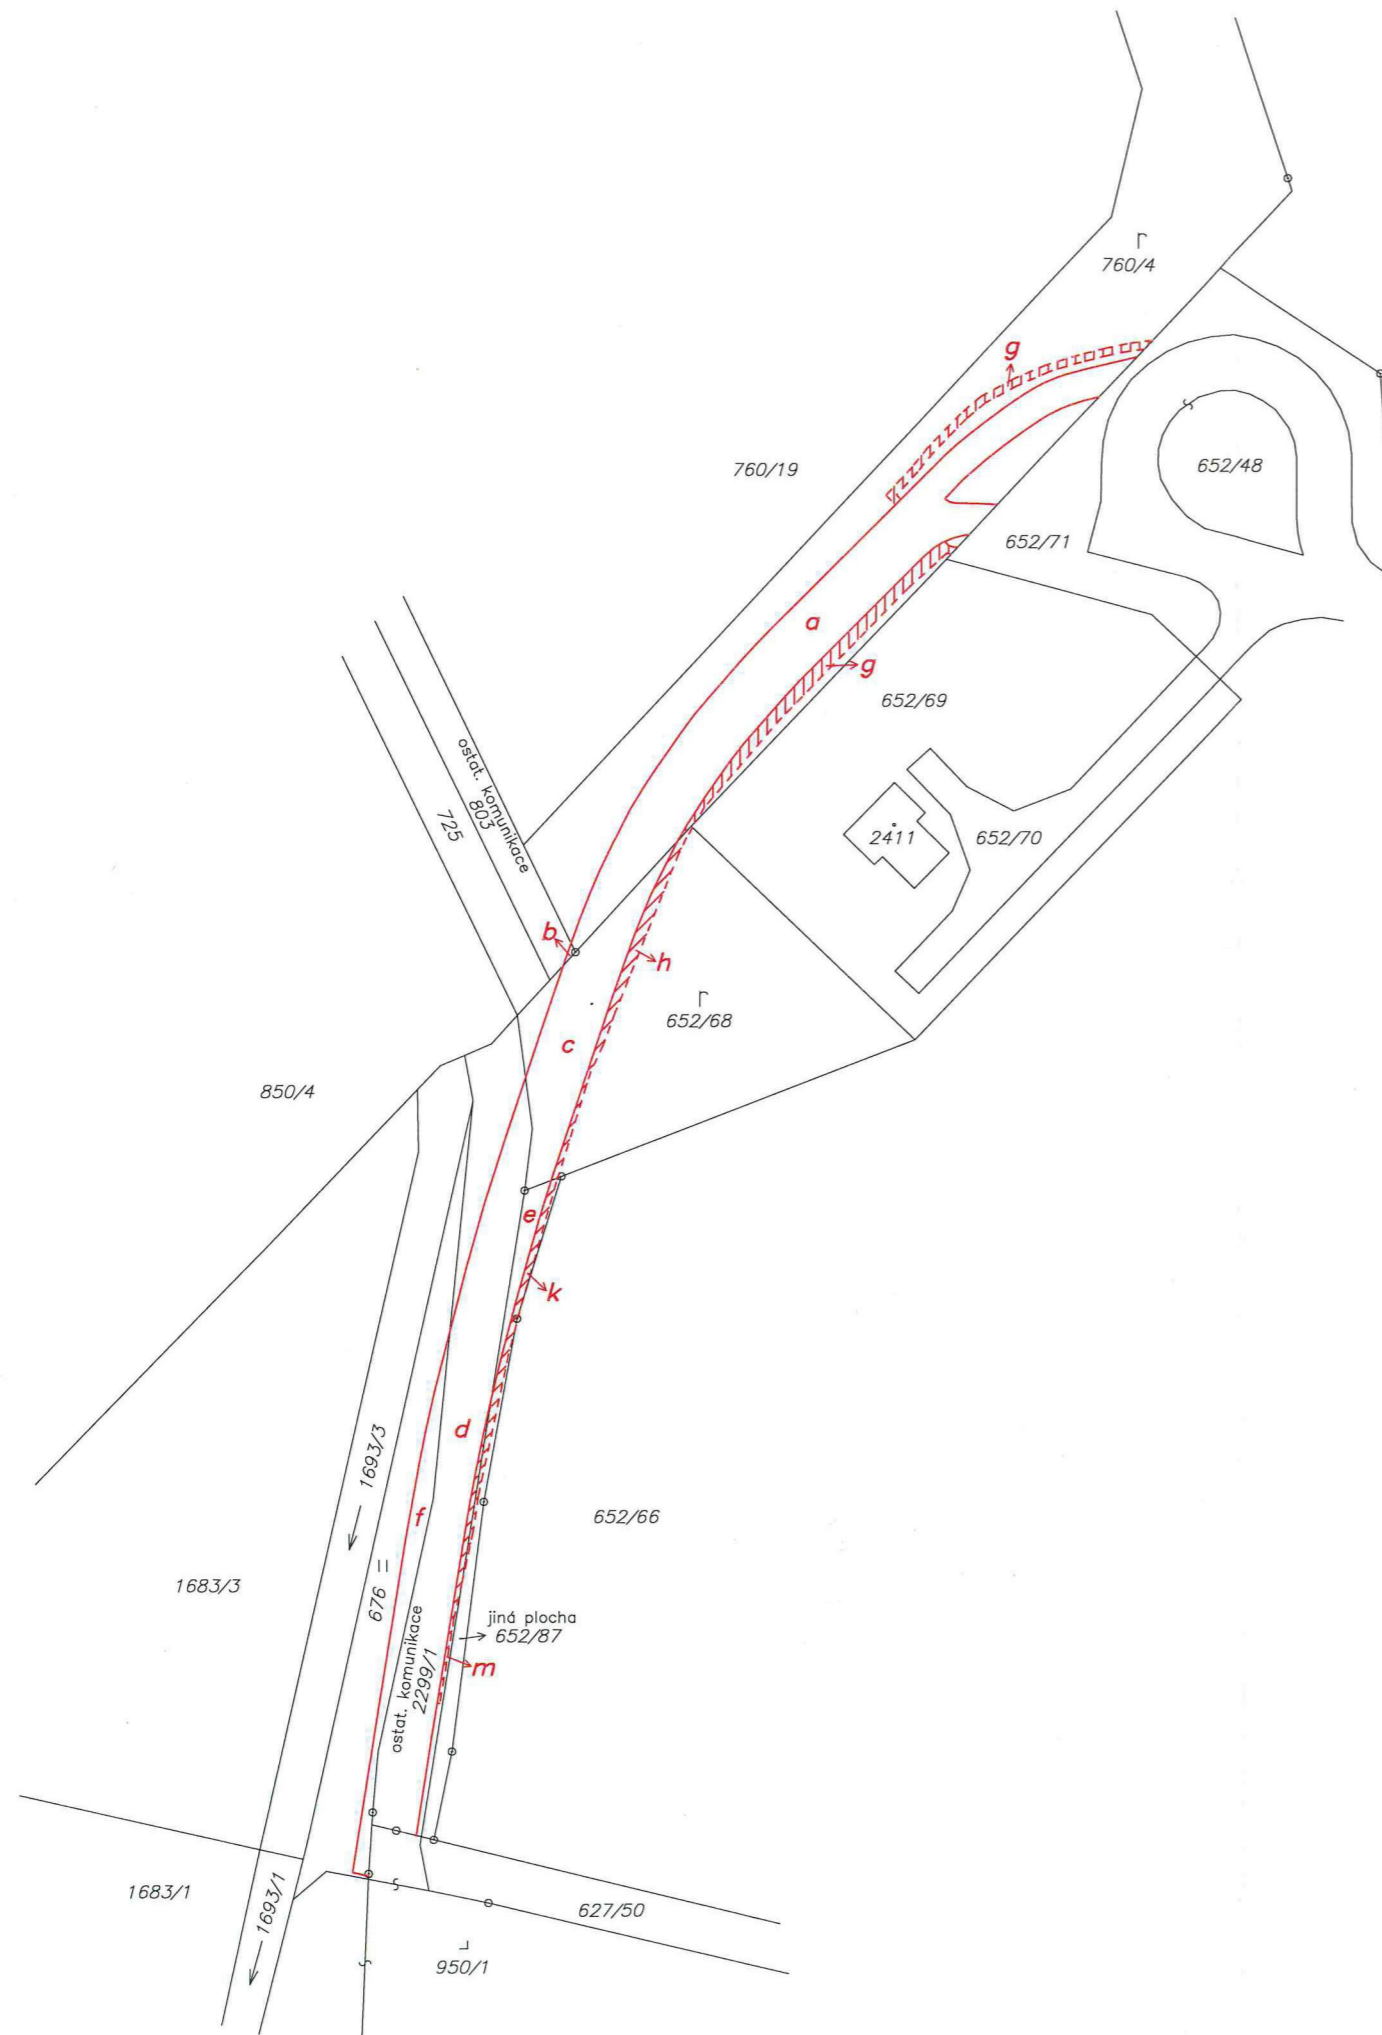 760/4
g
760/19
652/48
652/71
a
g
652/69
ostat. komunikace
803
725
2411
652/70
b
h
652/68
c
850/4
e
k
d
1693/3
f
652/66
676
1683/3
jiná plocha
652/87
ostat. komunikace
2299/1
m
1683/1
1693/1
627/50
950/1